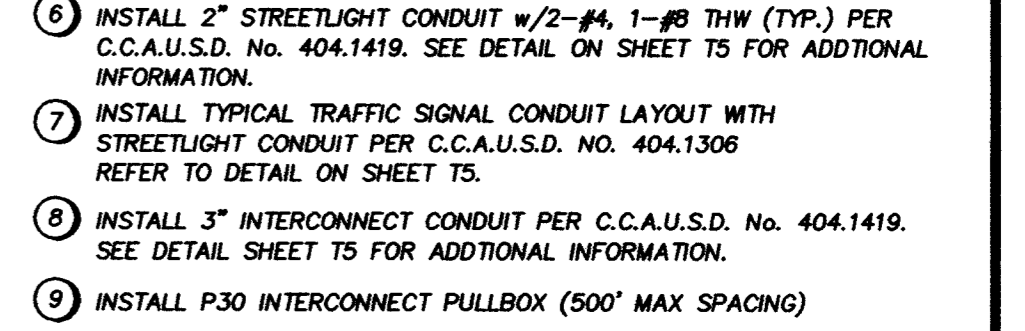 6 INSTALL 2" STREETLIGHT CONDUIT w/2-#4, 1-#8 THW (TYP.) PER
C.C.A.U.S.D. No. 404.1419. SEE DETAIL ON SHEET T5 FOR ADDTIONAL
INFORMATION.
7 INSTALL TYPICAL TRAFFIC SIGNAL CONDUIT LAYOUT WITH
STREETLIGHT CONDUIT PER C.C.A.U.S.D. NO. 404.1306
REFER TO DETAIL ON SHEET T5.
8 INSTALL 3" INTERCONNECT CONDUIT PER C.C.A.U.S.D. No. 404.1419.
SEE DETAIL SHEET T5 FOR ADDTIONAL INFORMATION.
9 INSTALL P30 INTERCONNECT PULLBOX (500' MAX SPACING)